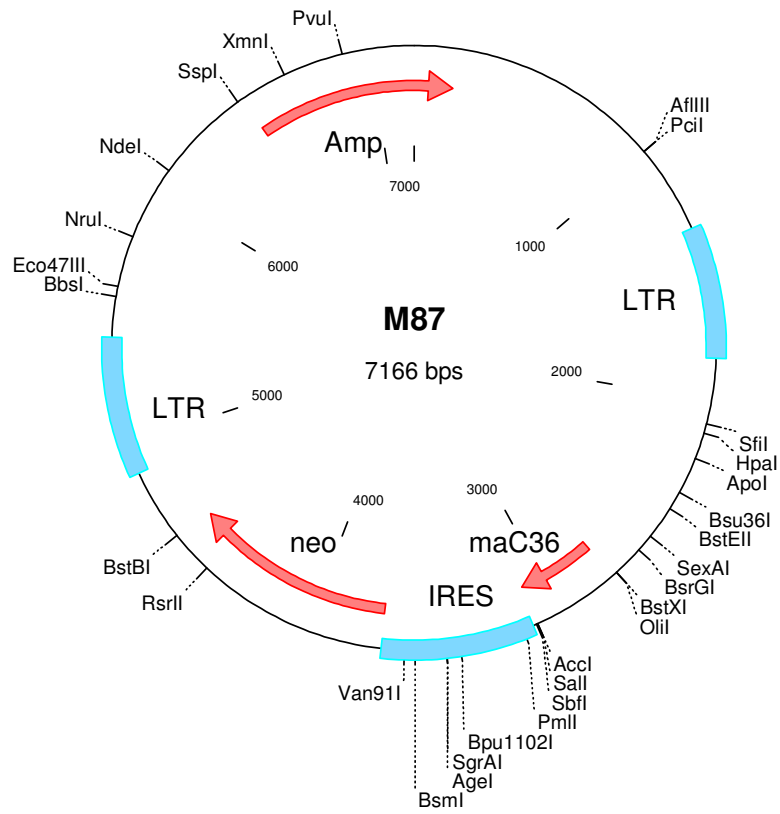 PvuI
XmnI
SspI
AflIII
PciI
NdeI
Amp
7000
NruI
1000
6000
Eco47III
BbsI
LTR
M87
7166 bps
2000
5000
LTR
SfiI
HpaI
ApoI
3000
4000
Bsu36I
BstEII
neo
maC36
SexAI
BstBI
BsrGI
IRES
RsrII
BstXI
OliI
AccI
SalI
Van91I
SbfI
PmlI
Bpu1102I
SgrAI
AgeI
BsmI